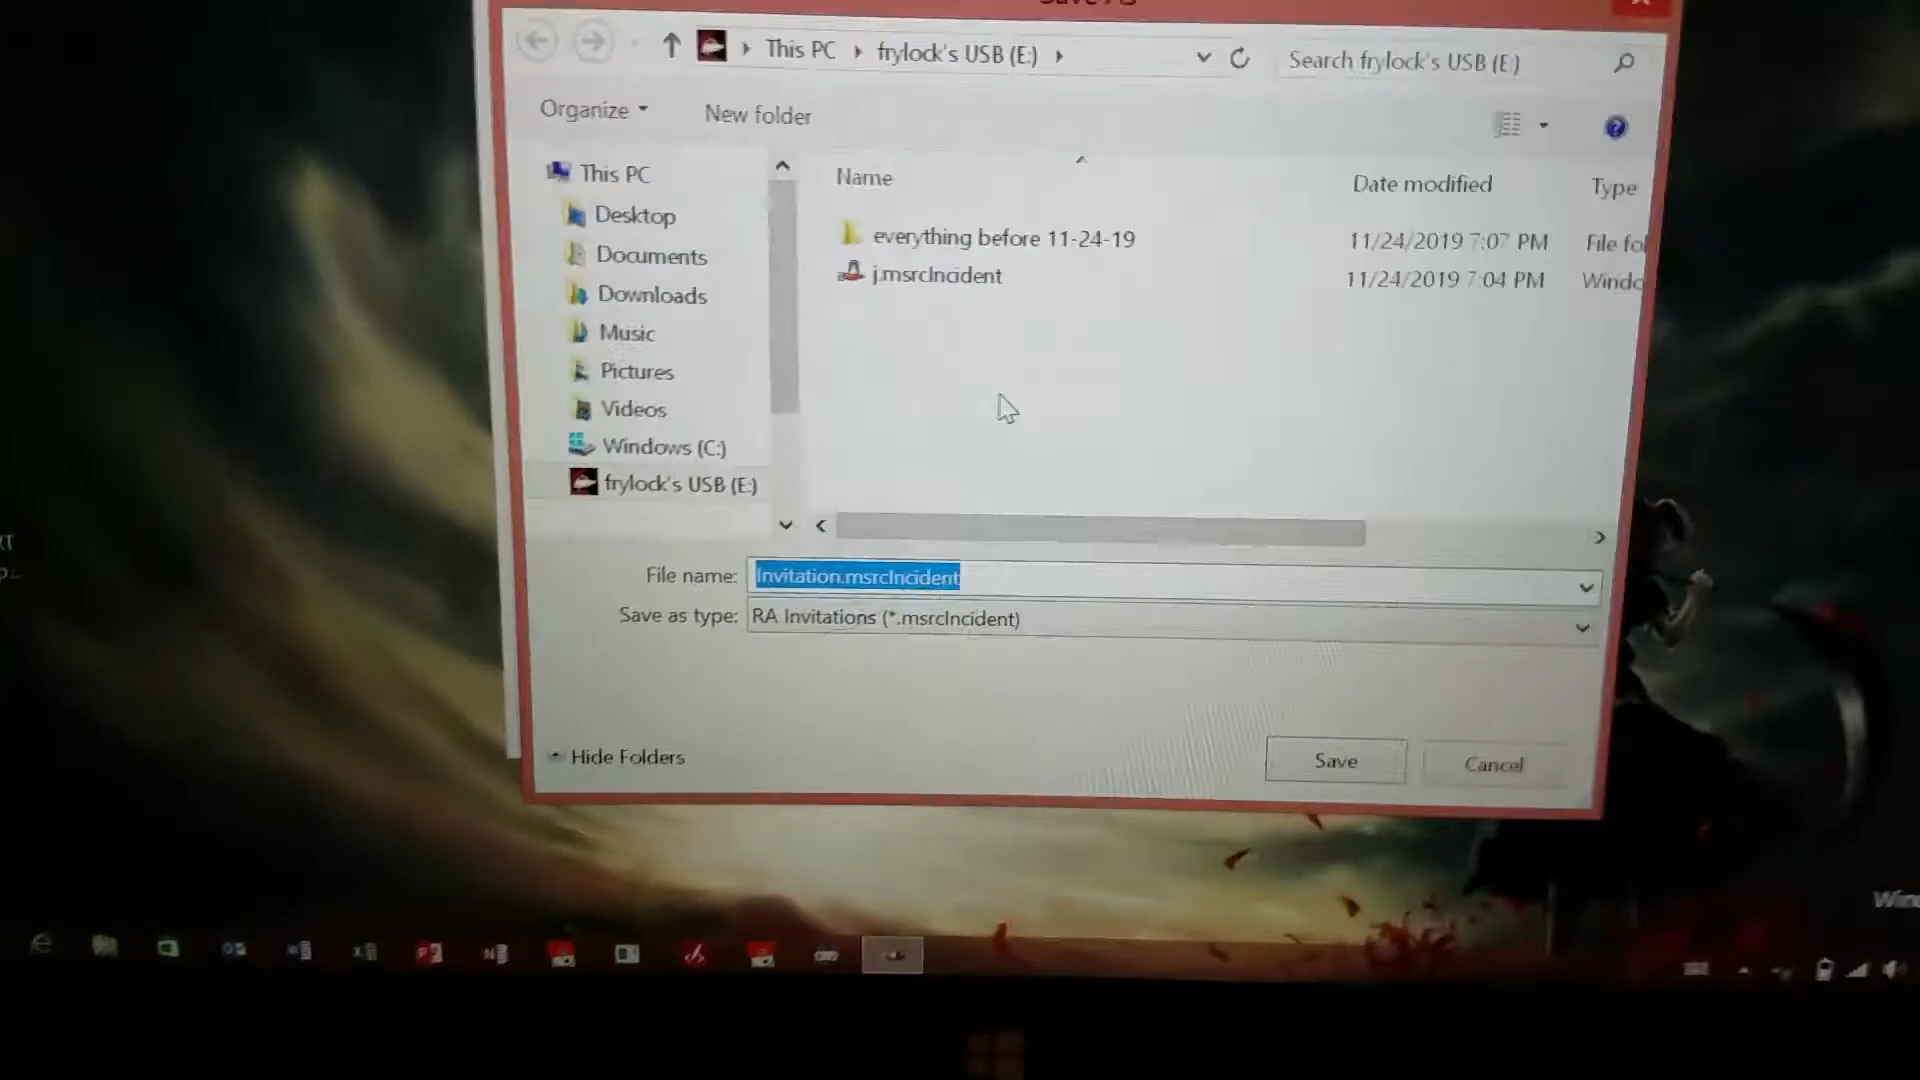 This PC frylock's USB (E:) Search frylock's USB (E:)
Organize New folder
Name Date modified Type
This PC
Desktop
Documents
Downloads
Music
Pictures
Videos
Windows (C:)
frylock's USB (E:)
everything before 11-24-19 11/24/2019 7:07 PM File fo
j.msrcIncident 11/24/2019 7:04 PM Windo
File name: Invitation.msrcIncident
Save as type: RA Invitations (*.msrcIncident)
Hide Folders Save Cancel